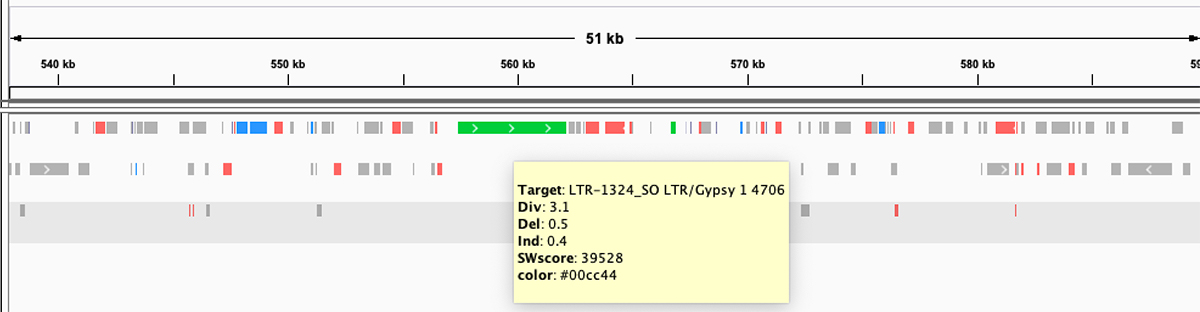 51 kb
540 kb 550 kb 560 kb 570 kb 580 kb 59
Target: LTR-1324_SO LTR/Gypsy 1 4706
Div: 3.1
Del: 0.5
Ind: 0.4
SWscore: 39528
color: #00cc44